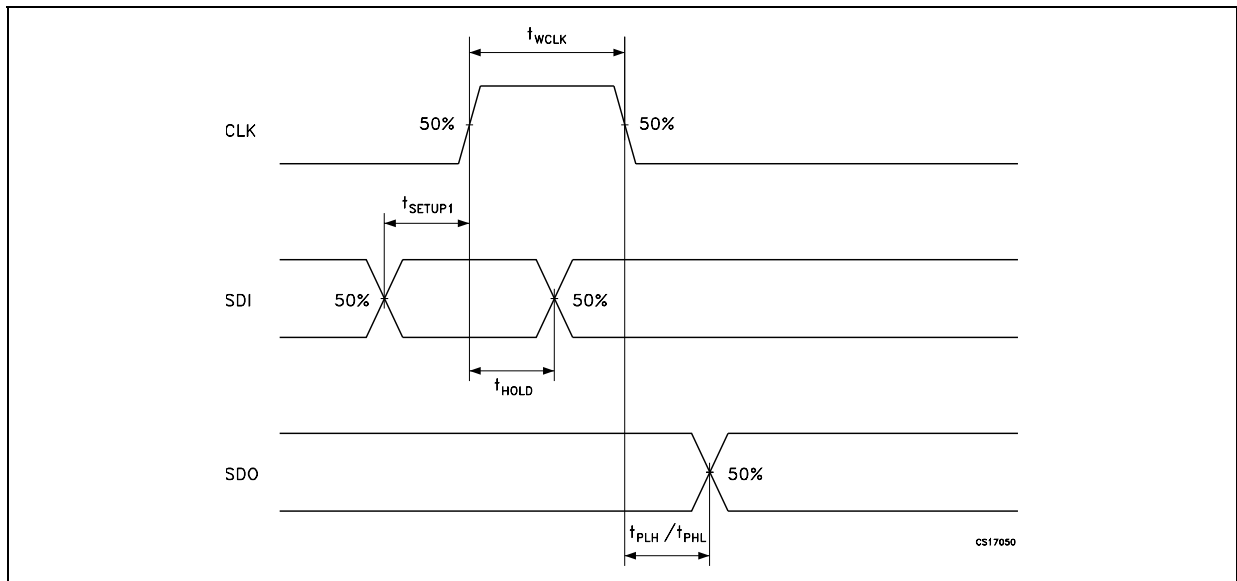 tWCLK
CLK 50% 50%
tSETUP1
SDI 50% 50%
tHOLD
SDO 50%
tPLH /tPHL
CS17050